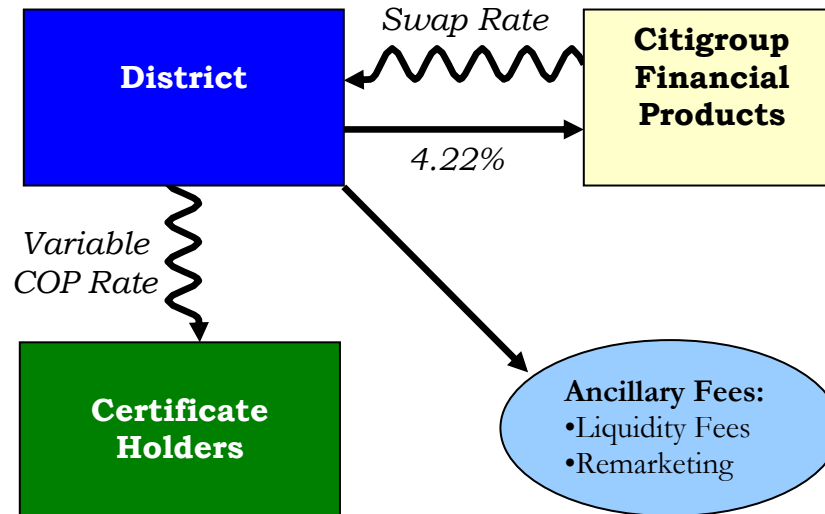 Swap Rate
District
Citigroup
Financial
Products
4.22%
Variable
COP Rate
Certificate
Holders
Ancillary Fees:
•Liquidity Fees
•Remarketing